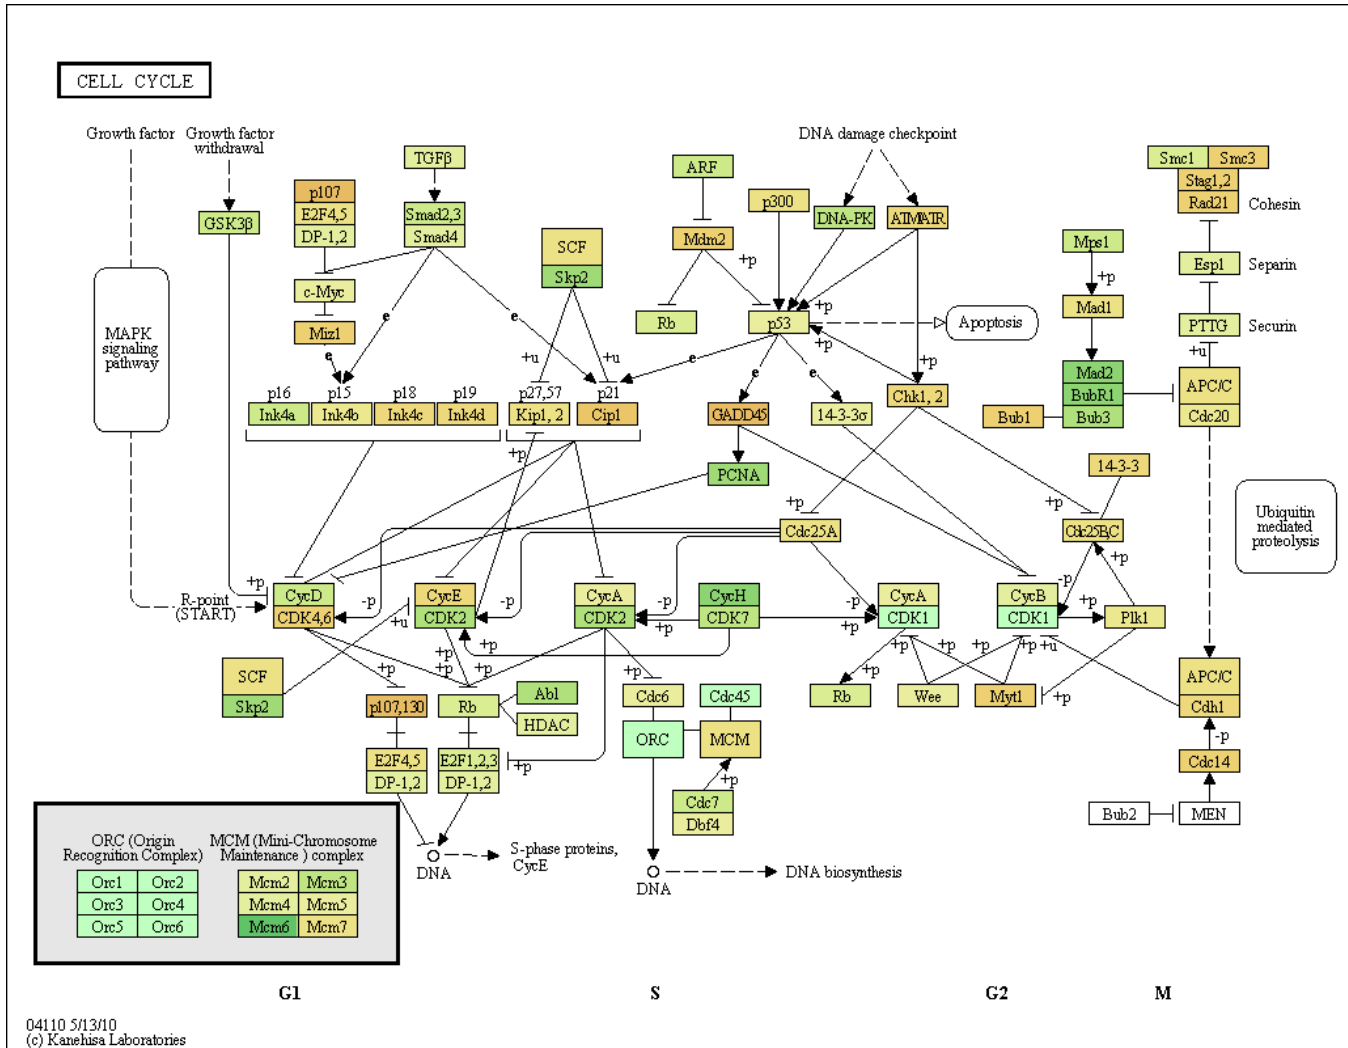 CELL CYCLE
Growth factor
Growth factor
withdrawal
DNA damage checkpoint
TGFβ
ARF
Smc1
Smc3
Stag1,2
Rad21
Cohesin
p107
E2F4,5
DP-1,2
GSK3β
Smad2,3
Smad4
p300
DNA-PK
ATM/ATR
Mdm2
+p
SCF
Skp2
Mps1
+p
Esp1
Separin
c-Myc
Miz1
Mad1
Rb
p53
+p
+p
Apoptosis
PTTG
Securin
MAPK
signaling
pathway
e
e
e
e
e
e
+u
+u
+p
+u
Mad2
BubR1
Bub3
Bub1
APC/C
Cdc20
p16
Ink4a
p15
Ink4b
p18
Ink4c
p19
Ink4d
p27,57
Kip1, 2
p21
Cip1
GADD45
14-3-3σ
Chk1, 2
+p
PCNA
14-3-3
+p
+p
Cdc25A
Cdc25B,C
Ubiquitin
mediated
proteolysis
R-point
(START)
+p
CycD
CDK4,6
-p
CycE
CDK2
-p
CycA
CDK2
-p
CycH
CDK7
-p
CycA
CDK1
CycB
CDK1
-p
+p
+p
Plk1
+u
+p
+p
+p
+p
+p
+p
+p
+p
+p
+p
+u
+p
SCF
Skp2
p107,130
Rb
Abl
HDAC
Cdc6
Cdc45
ORC
MCM
Rb
Wee
Myt1
APC/C
Cdh1
-p
Cdc14
E2F4,5
DP-1,2
E2F1,2,3
DP-1,2
+p
+p
Cdc7
Dbf4
Bub2
MEN
DNA
S-phase proteins,
CycE
DNA
DNA biosynthesis
ORC (Origin
Recognition Complex)
MCM (Mini-Chromosome
Maintenance ) complex
Orc1
Orc2
Orc3
Orc4
Orc5
Orc6
Mcm2
Mcm3
Mcm4
Mcm5
Mcm6
Mcm7
G1
S
G2
M
04110 5/13/10
(c) Kanehisa Laboratories